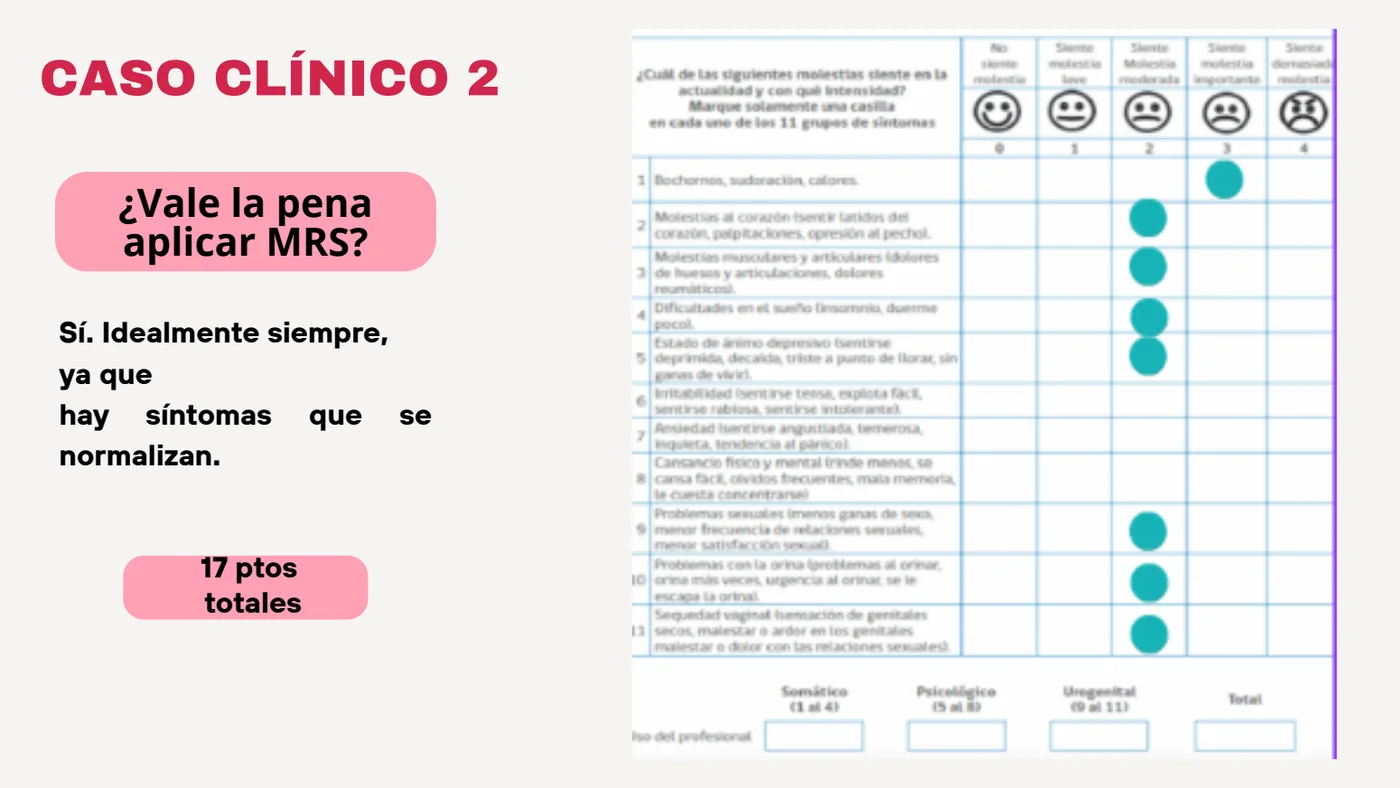 CASO CLÍNICO 2
¿Vale la pena
aplicar MRS?
Sí. Idealmente siempre,
ya que
hay síntomas que se
normalizan.
17 ptos
totales
¿Cuál de las siguientes molestias siente en la
actualidad y con qué intensidad?
Marque solamente una casilla
en cada uno de los 11 grupos de síntomas
No
siente
molestia
Siente
molestia
leve
Siente
Molestia
moderada
Siente
molestia
importante
Siente
demasiada
molestia
0 1 2 3 4
1 Bochornos, sudoración, calores.
2 Molestias al corazón (sentir latidos del
corazón, palpitaciones, opresión al pecho).
3 Molestias musculares y articulares (dolores
de huesos y articulaciones, dolores
reumáticos).
4 Dificultades en el sueño (insomnio, duerme
poco).
5 Estado de ánimo depresivo (sentirse
deprimida, decaída, triste a punto de llorar, sin
ganas de vivir).
6 Irritabilidad (sentirse tensa, explota fácil,
sentirse rabiosa, sentirse intolerante).
7 Ansiedad (sentirse angustiada, temerosa,
inquieta, tendencia al pánico).
8 Cansancio físico y mental (rinde menos, se
cansa fácil, olvidos frecuentes, mala memoria,
le cuesta concentrarse)
9 Problemas sexuales (menos ganas de sexo,
menor frecuencia de relaciones sexuales,
menor satisfacción sexual).
10 Problemas con la orina (problemas al orinar,
orina más veces, urgencia al orinar, se le
escapa la orina).
11 Sequedad vaginal (sensación de genitales
secos, malestar o ardor en los genitales
malestar o dolor con las relaciones sexuales).
Somático
(1 al 4)
Psicológico
(5 al 8)
Urogenital
(9 al 11)
Total
Uso del profesional